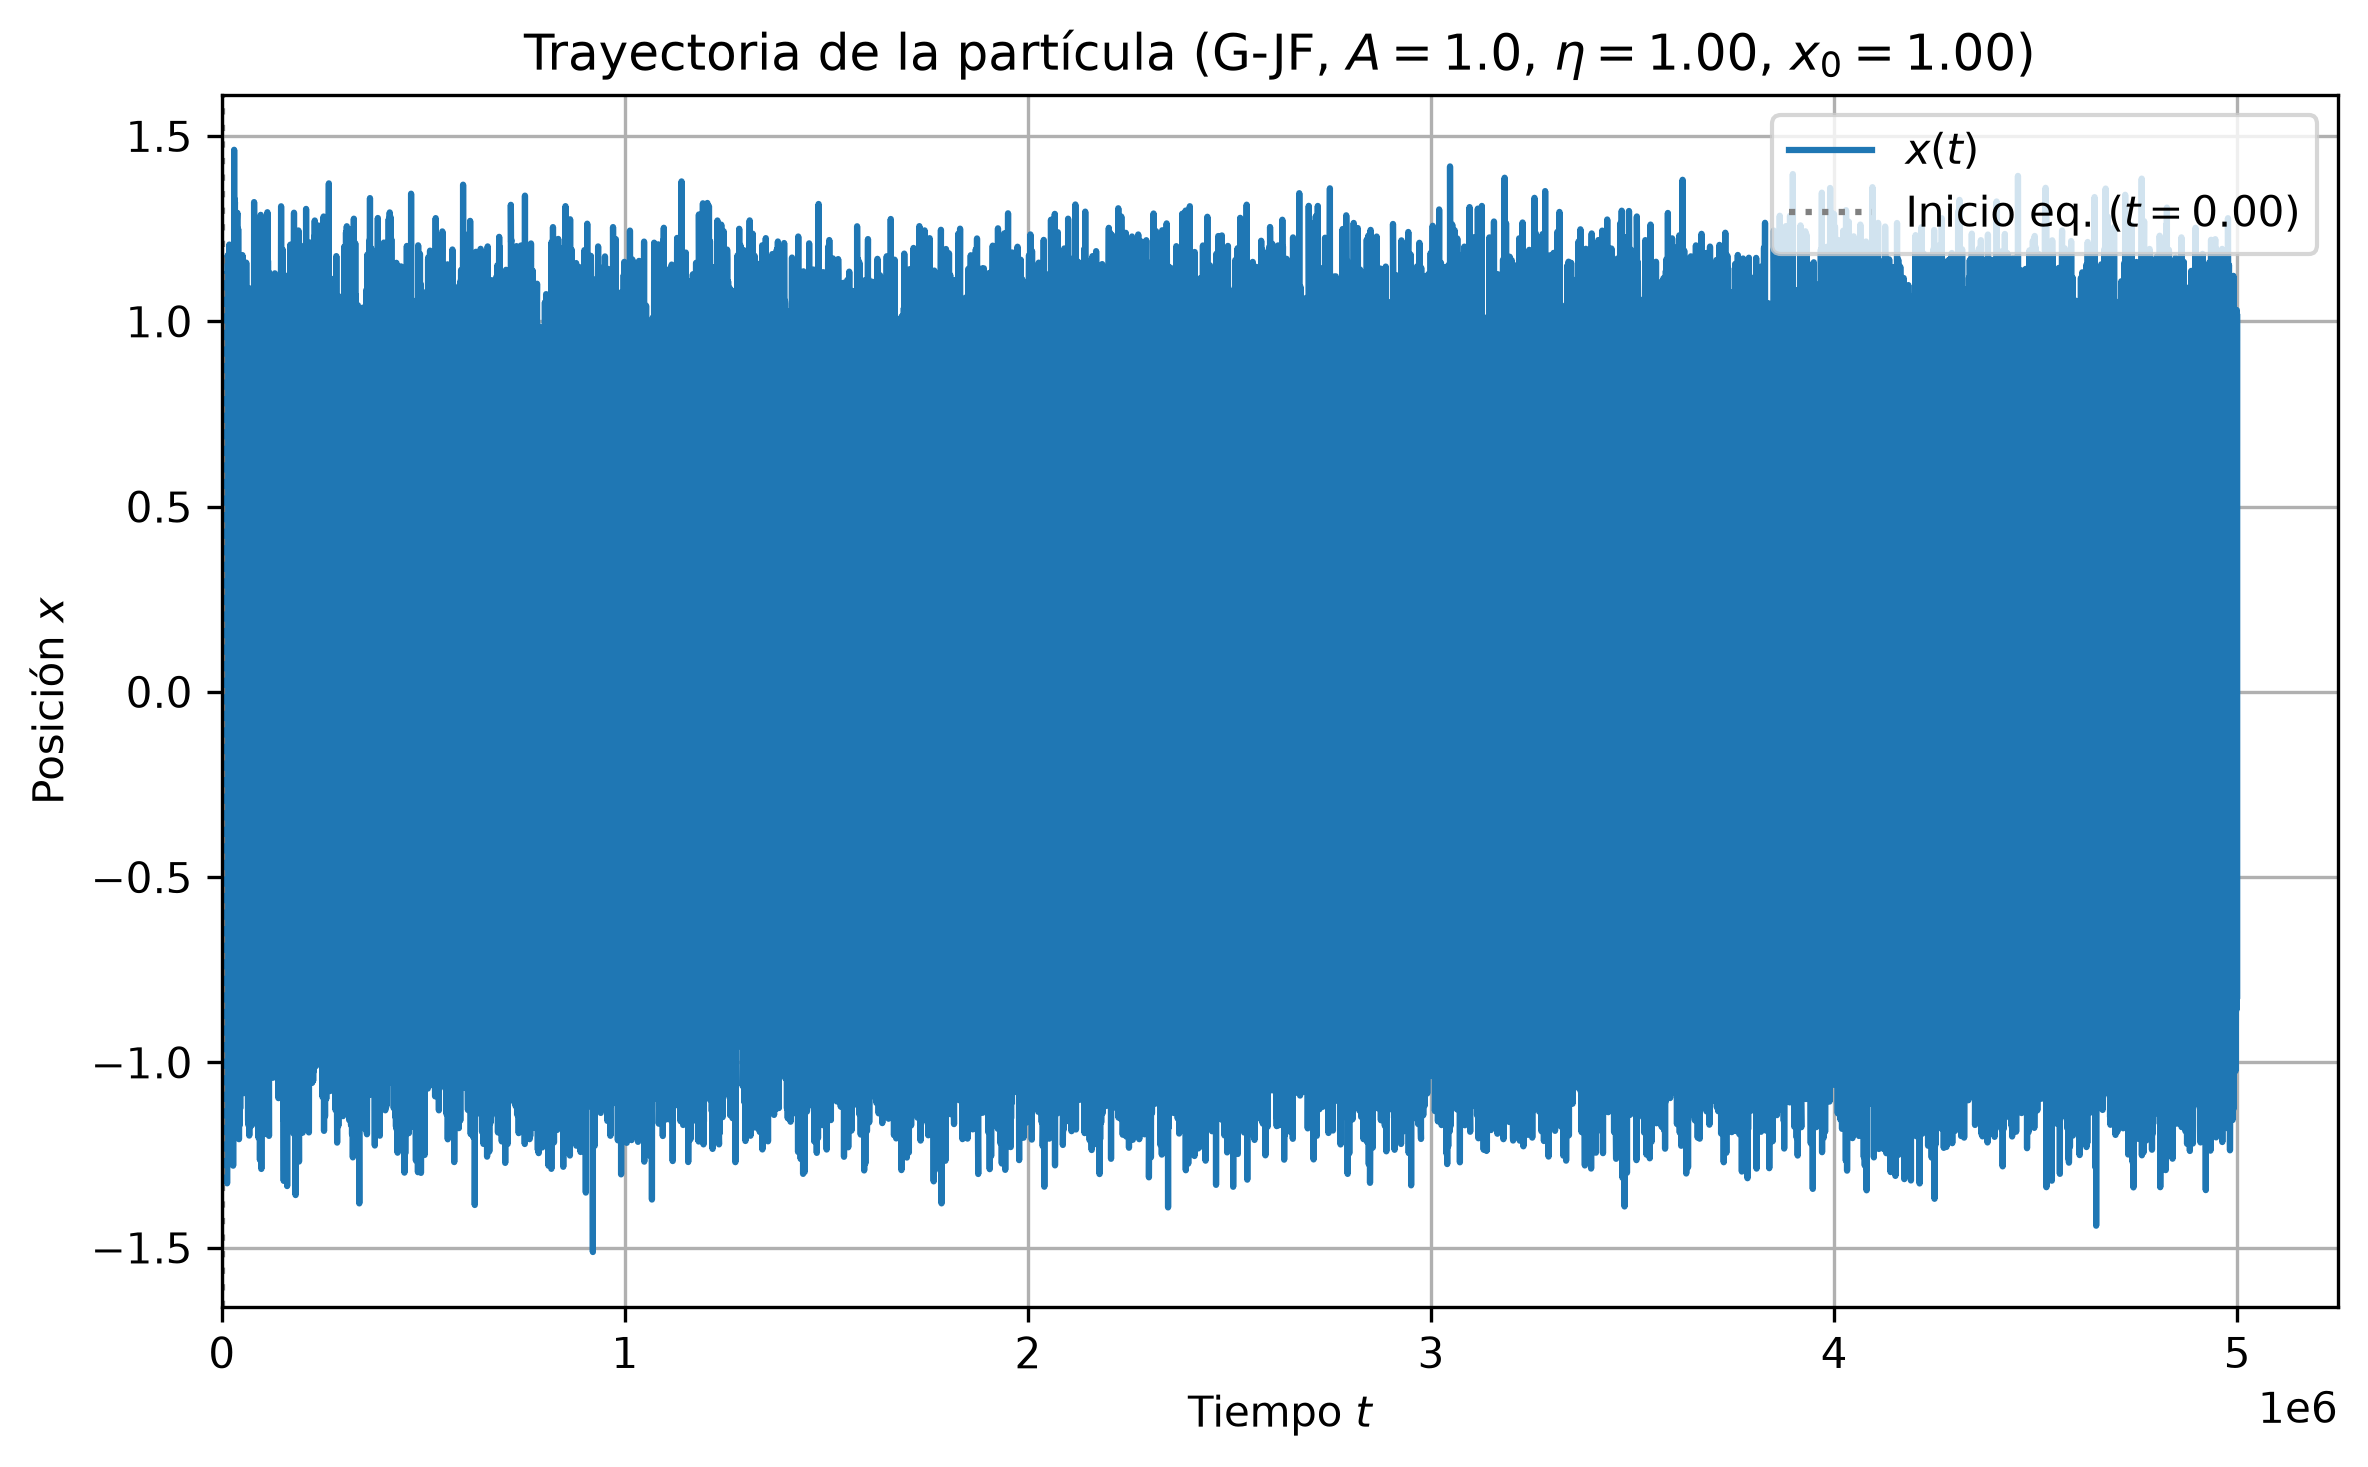 Trayectoria de la partícula (G-JF, A = 1.0, η = 1.00, x₀ = 1.00)
x(t)
Inicio eq. (t = 0.00)
Posición x
1.5
1.0
0.5
0.0
−0.5
−1.0
−1.5
0 1 2 3 4 5
Tiempo t
1e6